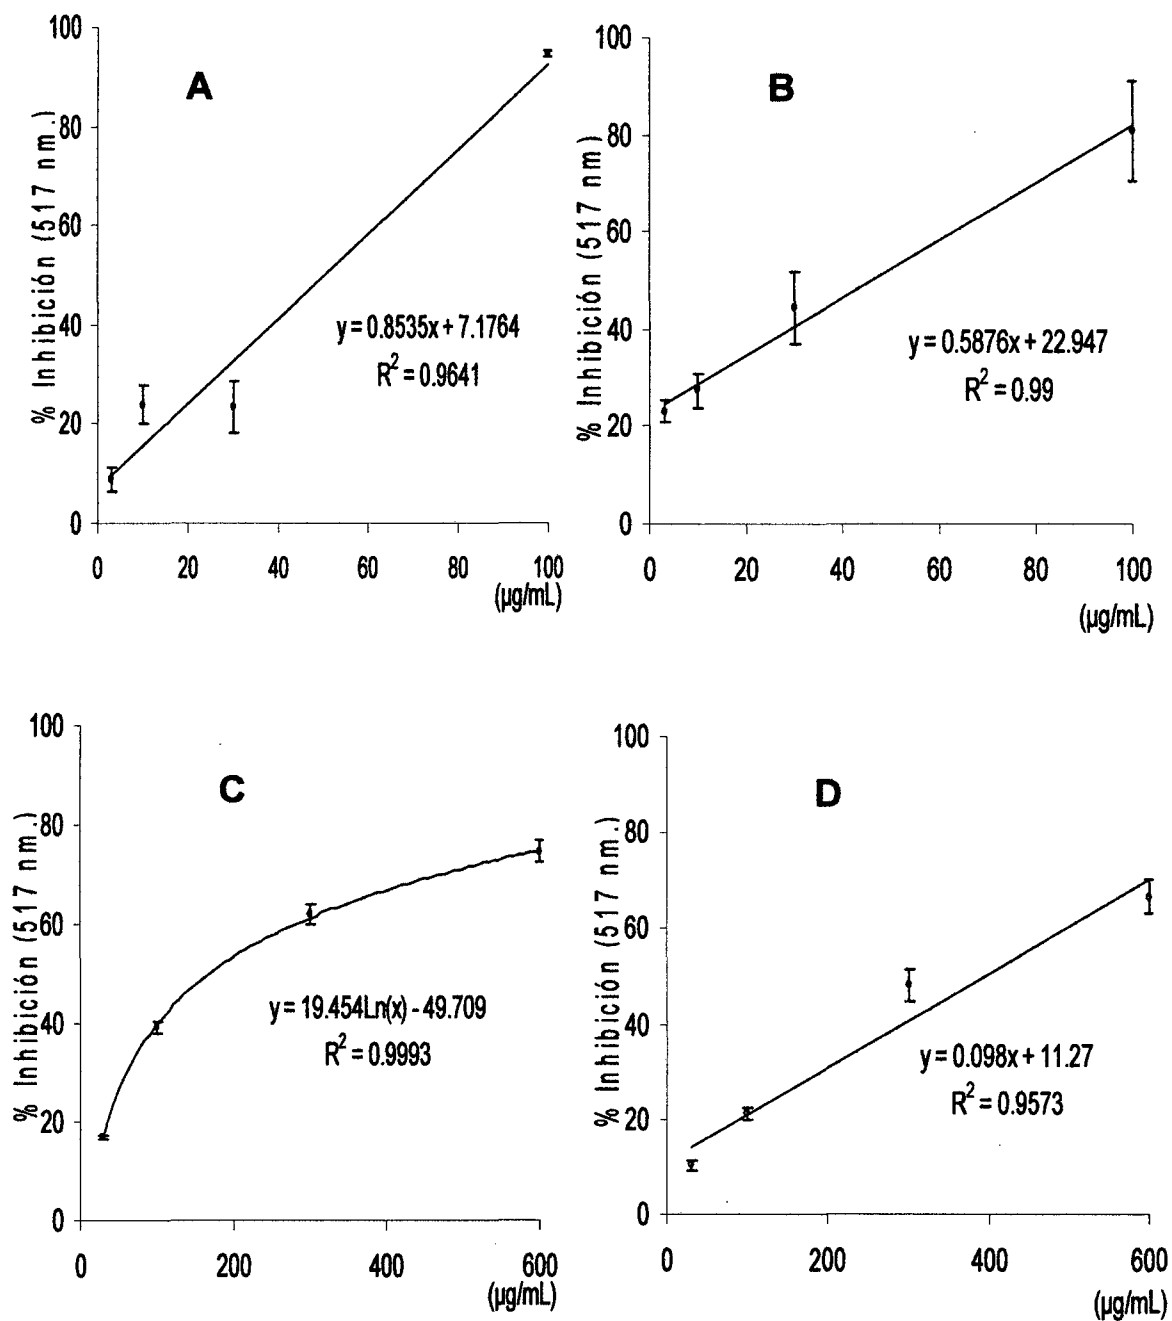 100
80
60
40
20
0
% Inhibición (517 nm.)
A
y = 0.8535x + 7.1764
R² = 0.9641
0 20 40 60 80 100
(µg/mL)
100
80
60
40
20
0
% Inhibición (517 nm)
B
y = 0.5876x + 22.947
R² = 0.99
0 20 40 60 80 100
(µg/mL)
100
80
60
40
20
0
% Inhibición (517 nm.)
C
y = 19.454Ln(x) - 49.709
R² = 0.9993
0 200 400 600
(µg/mL)
100
80
60
40
20
0
% Inhibición (517 nm.)
D
y = 0.098x + 11.27
R² = 0.9573
0 200 400 600
(µg/mL)